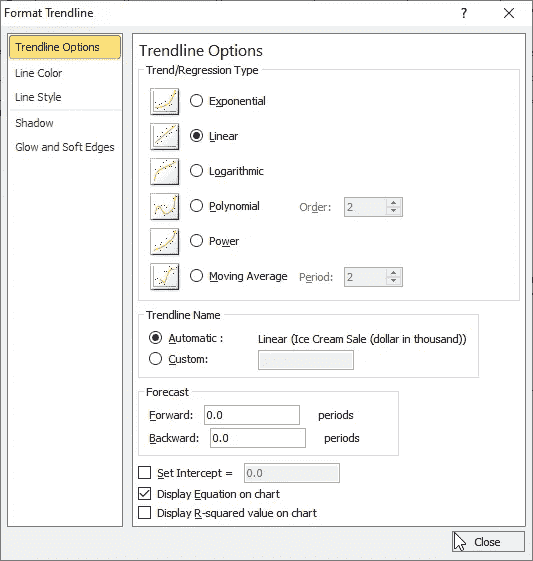 Format Trendline
?
Trendline Options
Line Color
Line Style
Shadow
Glow and Soft Edges
Trendline Options
Trend/Regression Type
Exponential
Linear
Logarithmic
Polynomial Order: 2
Power
Moving Average Period: 2
Trendline Name
Automatic : Linear (Ice Cream Sale (dollar in thousand))
Custom:
Forecast
Forward: 0.0 periods
Backward: 0.0 periods
Set Intercept = 0.0
Display Equation on chart
Display R-squared value on chart
Close